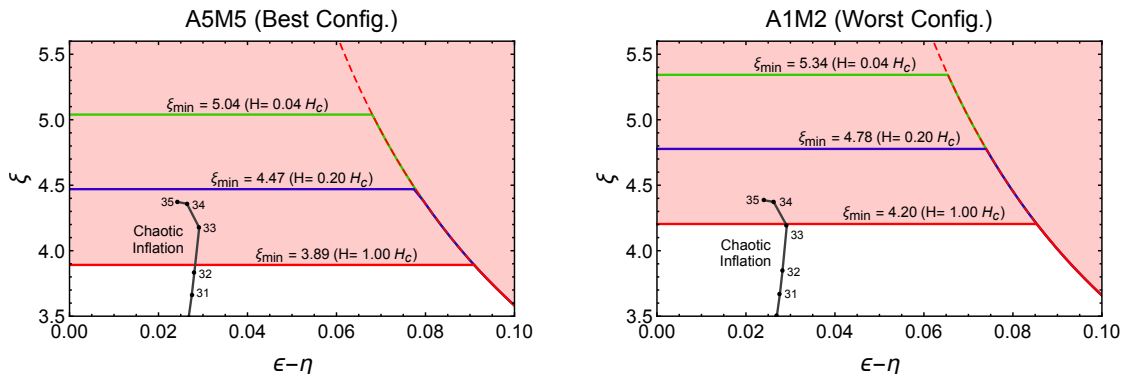 A5M5 (Best Config.)
5.5
5.0
4.5
4.0
3.5
ξ
ξmin = 5.04 (H= 0.04 Hc)
ξmin = 4.47 (H= 0.20 Hc)
35
34
33
Chaotic
Inflation
ξmin = 3.89 (H= 1.00 Hc)
32
31
0.00 0.02 0.04 0.06 0.08 0.10
ϵ−η
A1M2 (Worst Config.)
5.5
5.0
4.5
4.0
3.5
ξ
ξmin = 5.34 (H= 0.04 Hc)
ξmin = 4.78 (H= 0.20 Hc)
35
34
ξmin = 4.20 (H= 1.00 Hc)
33
Chaotic
Inflation
32
31
0.00 0.02 0.04 0.06 0.08 0.10
ϵ−η